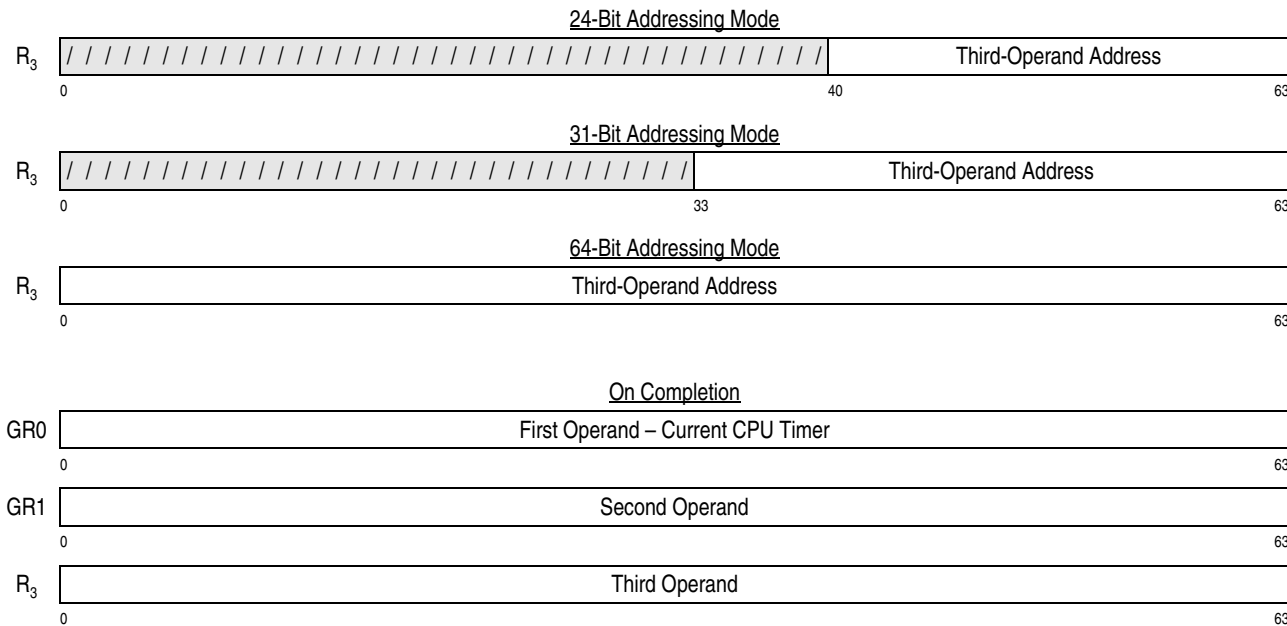 24-Bit Addressing Mode
R3 / / / / / / / / / / / / / / / / / / / / / / / / / / / / / / / / / / / / / / / / Third-Operand Address
0 40 63
31-Bit Addressing Mode
R3 / / / / / / / / / / / / / / / / / / / / / / / / / / / / / / / / / Third-Operand Address
0 33 63
64-Bit Addressing Mode
R3 Third-Operand Address
0 63
On Completion
GR0 First Operand – Current CPU Timer
0 63
GR1 Second Operand
0 63
R3 Third Operand
0 63